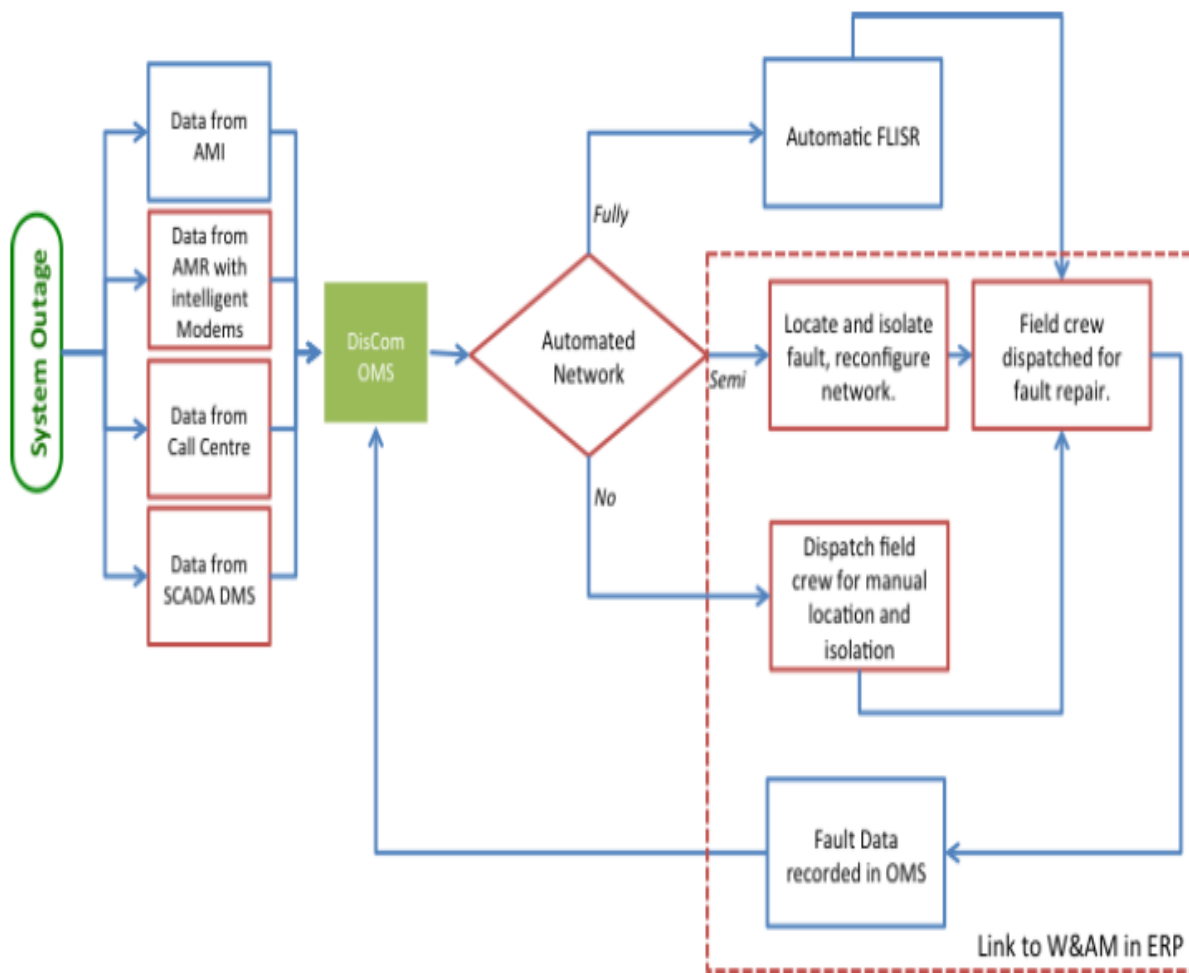 System Outage
Data from
AMI
Data from
AMR with
intelligent
Modems
Data from
Call Centre
Data from
SCADA DMS
DisCom
OMS
Automated
Network
Fully
Semi
No
Automatic FLISR
Locate and isolate
fault, reconfigure
network.
Field crew
dispatched for
fault repair.
Dispatch field
crew for manual
location and
isolation
Fault Data
recorded in OMS
Link to W&AM in ERP